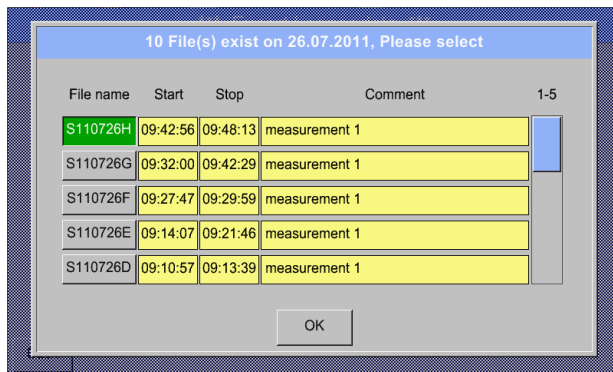 10 File(s) exist on 26.07.2011, Please select
File name Start Stop Comment 1-5
S110726H 09:42:56 09:48:13 measurement 1
S110726G 09:32:00 09:42:29 measurement 1
S110726F 09:27:47 09:29:59 measurement 1
S110726E 09:14:07 09:21:46 measurement 1
S110726D 09:10:57 09:13:39 measurement 1
OK